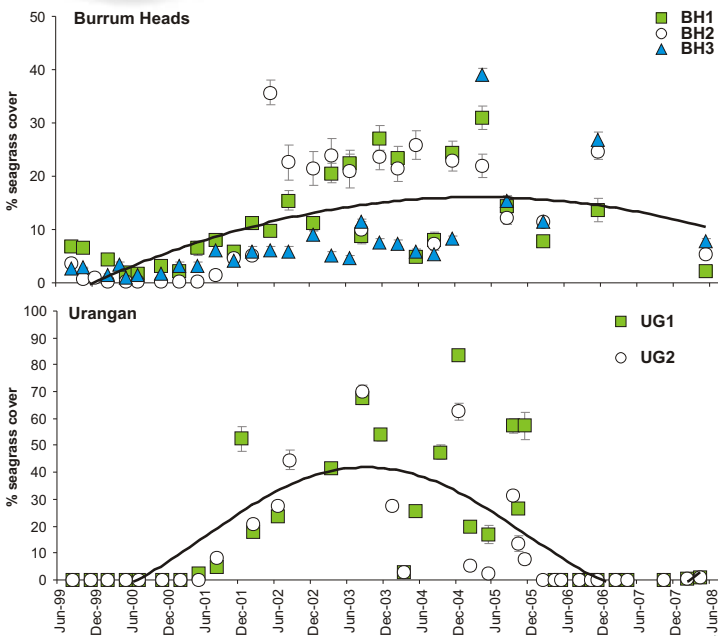 Burrum Heads
BH1
BH2
BH3
% seagrass cover
50
40
30
20
10
0
Urangan
UG1
UG2
% seagrass cover
100
90
80
70
60
50
40
30
20
10
0
Jun-99
Dec-99
Jun-00
Dec-00
Jun-01
Dec-01
Jun-02
Dec-02
Jun-03
Dec-03
Jun-04
Dec-04
Jun-05
Dec-05
Jun-06
Dec-06
Jun-07
Dec-07
Jun-08